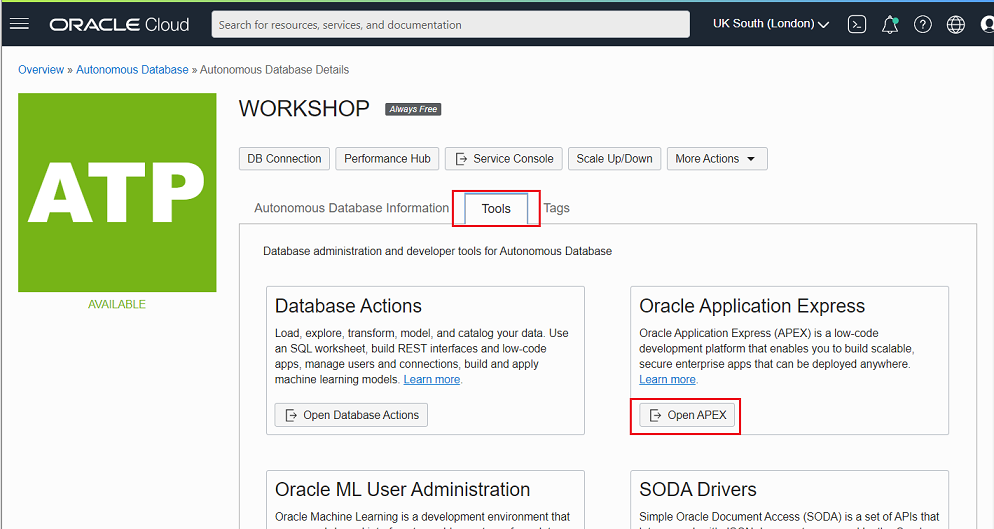 ORACLE Cloud
Search for resources, services, and documentation
UK South (London)
Overview » Autonomous Database » Autonomous Database Details
ATP
AVAILABLE
WORKSHOP
Always Free
DB Connection
Performance Hub
Service Console
Scale Up/Down
More Actions
Autonomous Database Information
Tools
Tags
Database administration and developer tools for Autonomous Database
Database Actions
Load, explore, transform, model, and catalog your data. Use
an SQL worksheet, build REST interfaces and low-code
apps, manage users and connections, build and apply
machine learning models. Learn more.
Open Database Actions
Oracle Application Express
Oracle Application Express (APEX) is a low-code
development platform that enables you to build scalable,
secure enterprise apps that can be deployed anywhere.
Learn more.
Open APEX
Oracle ML User Administration
Oracle Machine Learning is a development environment that
SODA Drivers
Simple Oracle Document Access (SODA) is a set of APIs that